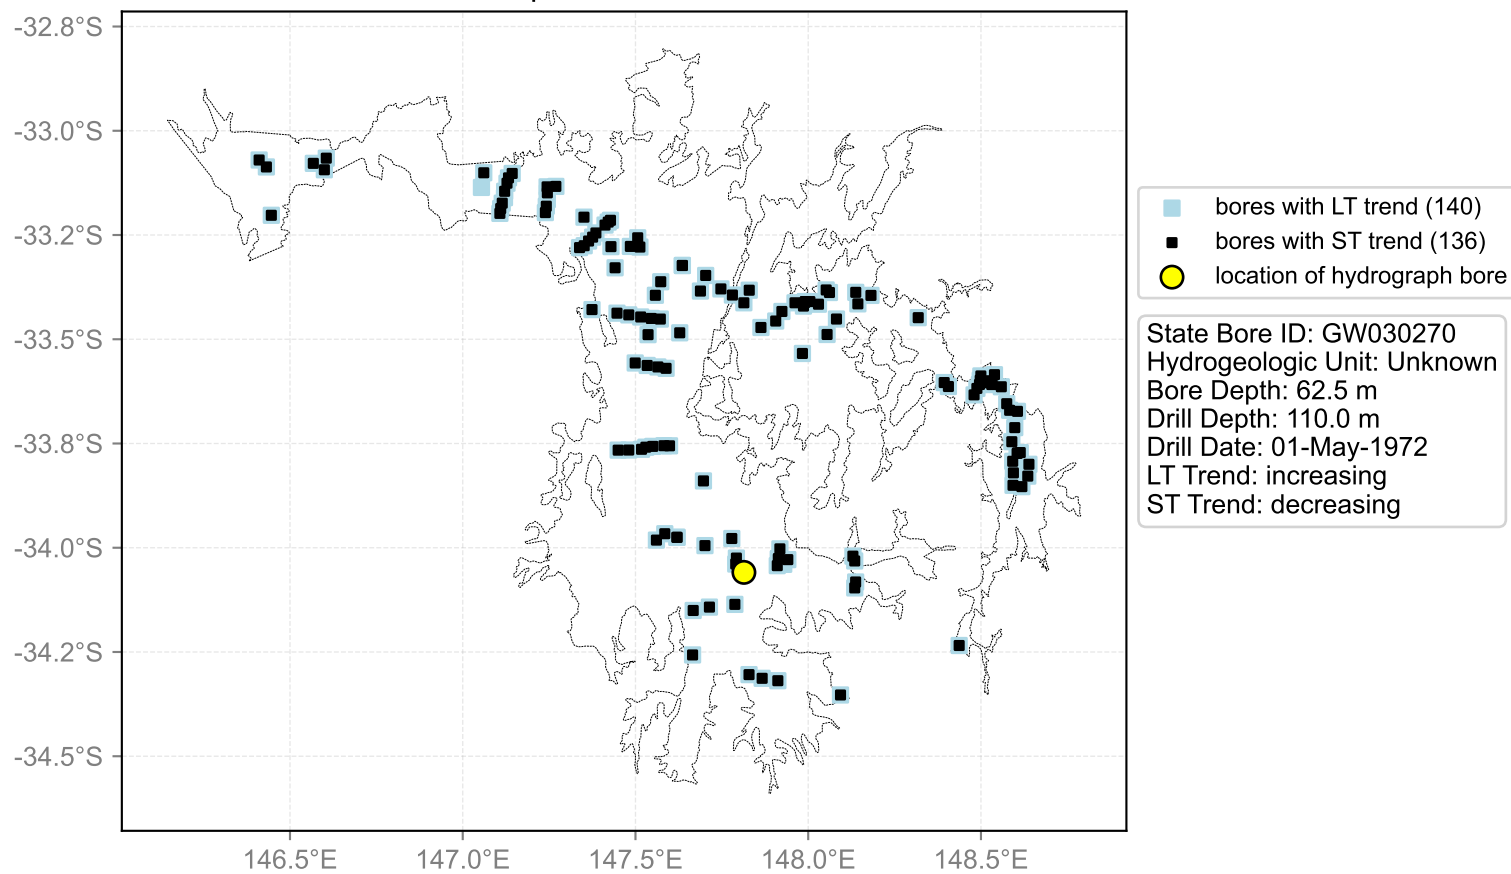 -32.8°S
-33.0°S
-33.2°S
-33.5°S
-33.8°S
-34.0°S
-34.2°S
-34.5°S
146.5°E
147.0°E
147.5°E
148.0°E
148.5°E
bores with LT trend (140)
bores with ST trend (136)
location of hydrograph bore
State Bore ID: GW030270
Hydrogeologic Unit: Unknown
Bore Depth: 62.5 m
Drill Depth: 110.0 m
Drill Date: 01-May-1972
LT Trend: increasing
ST Trend: decreasing